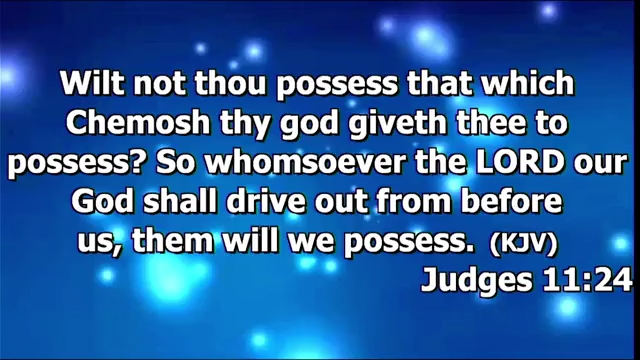 Wilt not thou possess that which
Chemosh thy god giveth thee to
possess? So whomsoever the LORD our
God shall drive out from before
us, them will we possess. (KJV)
Judges 11:24